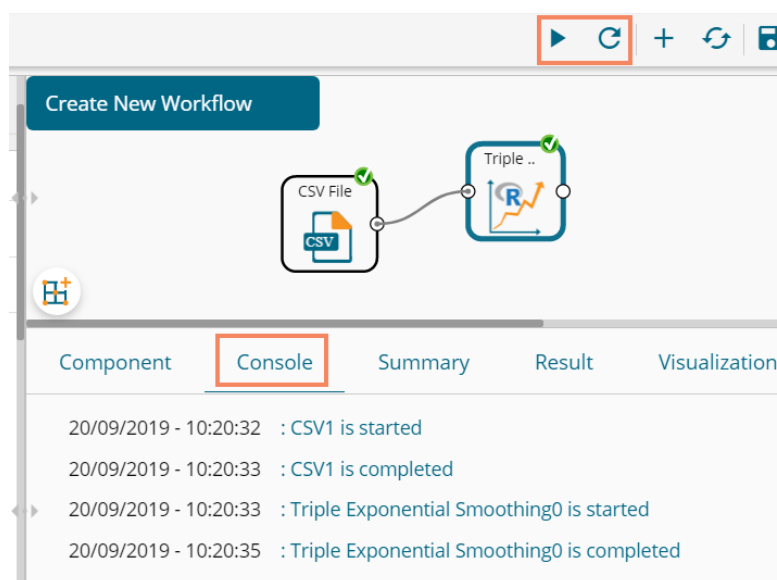 Create New Workflow
Triple ..
R
CSV File
CSV
Component Console Summary Result Visualization
20/09/2019 - 10:20:32 : CSV1 is started
20/09/2019 - 10:20:33 : CSV1 is completed
20/09/2019 - 10:20:33 : Triple Exponential Smoothing0 is started
20/09/2019 - 10:20:35 : Triple Exponential Smoothing0 is completed